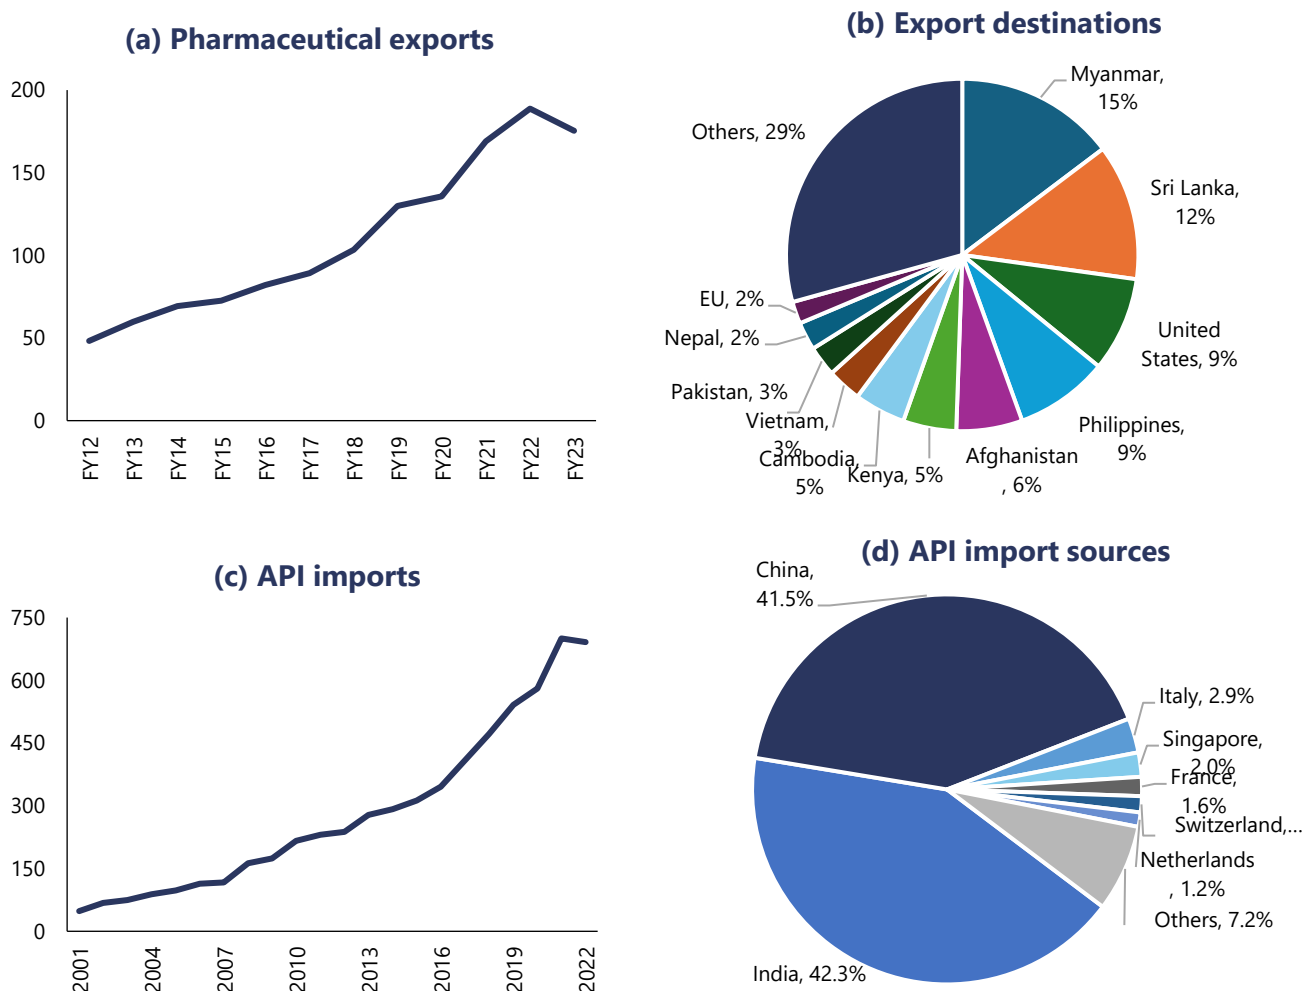 (a) Pharmaceutical exports
200
150
100
50
0
FY12
FY13
FY14
FY15
FY16
FY17
FY18
FY19
FY20
FY21
FY22
FY23
(b) Export destinations
Myanmar,
15%
Sri Lanka,
12%
United
States, 9%
Philippines,
9%
Afghanistan
, 6%
Kenya, 5%
Cambodia,
5%
Vietnam,
3%
Pakistan, 3%
Nepal, 2%
EU, 2%
Others, 29%
(c) API imports
750
600
450
300
150
0
2001
2004
2007
2010
2013
2016
2019
2022
(d) API import sources
China,
41.5%
Italy, 2.9%
Singapore,
2.0%
France,
1.6%
Switzerland,...
Netherlands
, 1.2%
Others, 7.2%
India, 42.3%